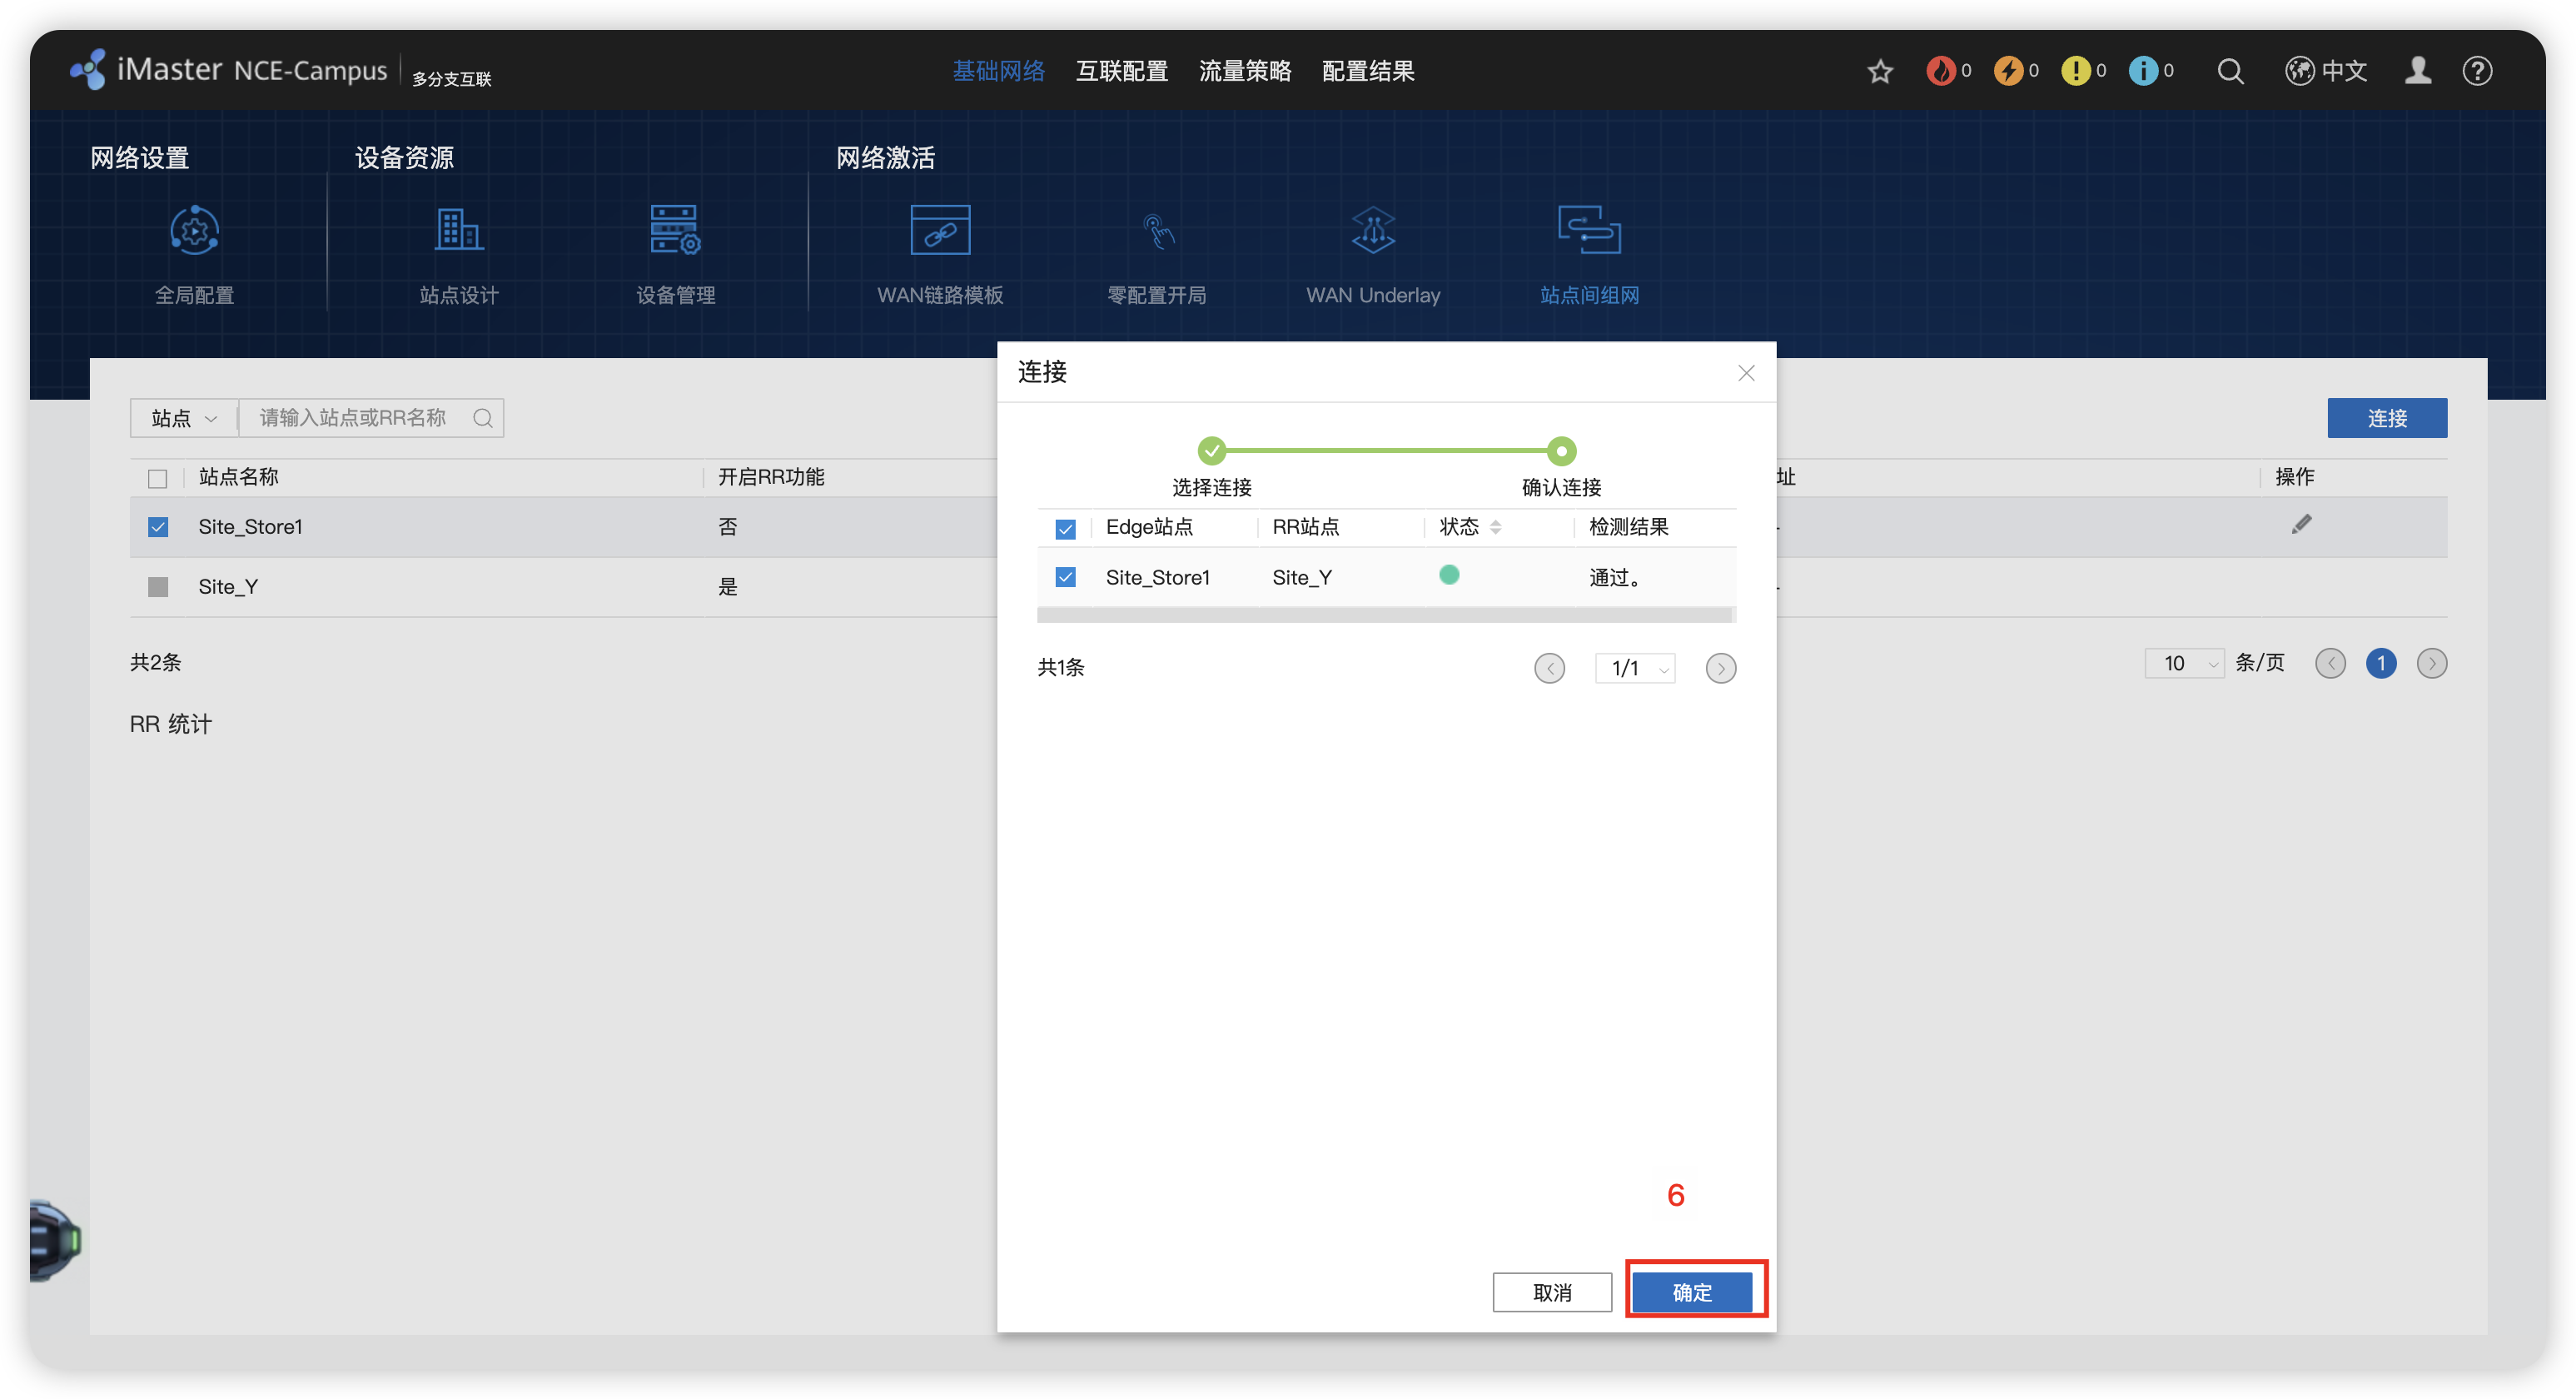 iMaster NCE-Campus 多分支互联
基础网络 互联配置 流量策略 配置结果
0 0 0 0 中文
网络设置 设备资源 网络激活
全局配置 站点设计 设备管理 WAN链路模板 零配置开局 WAN Underlay 站点间组网
连接
站点 请输入站点或RR名称 连接
选择连接 确认连接
站点名称 开启RR功能 址 操作
Edge站点 RR站点 状态 检测结果
Site_Store1 否
Site_Store1 Site_Y 通过。
Site_Y 是
共2条 10 条/页 1
共1条 1/1
RR 统计
6
取消 确定